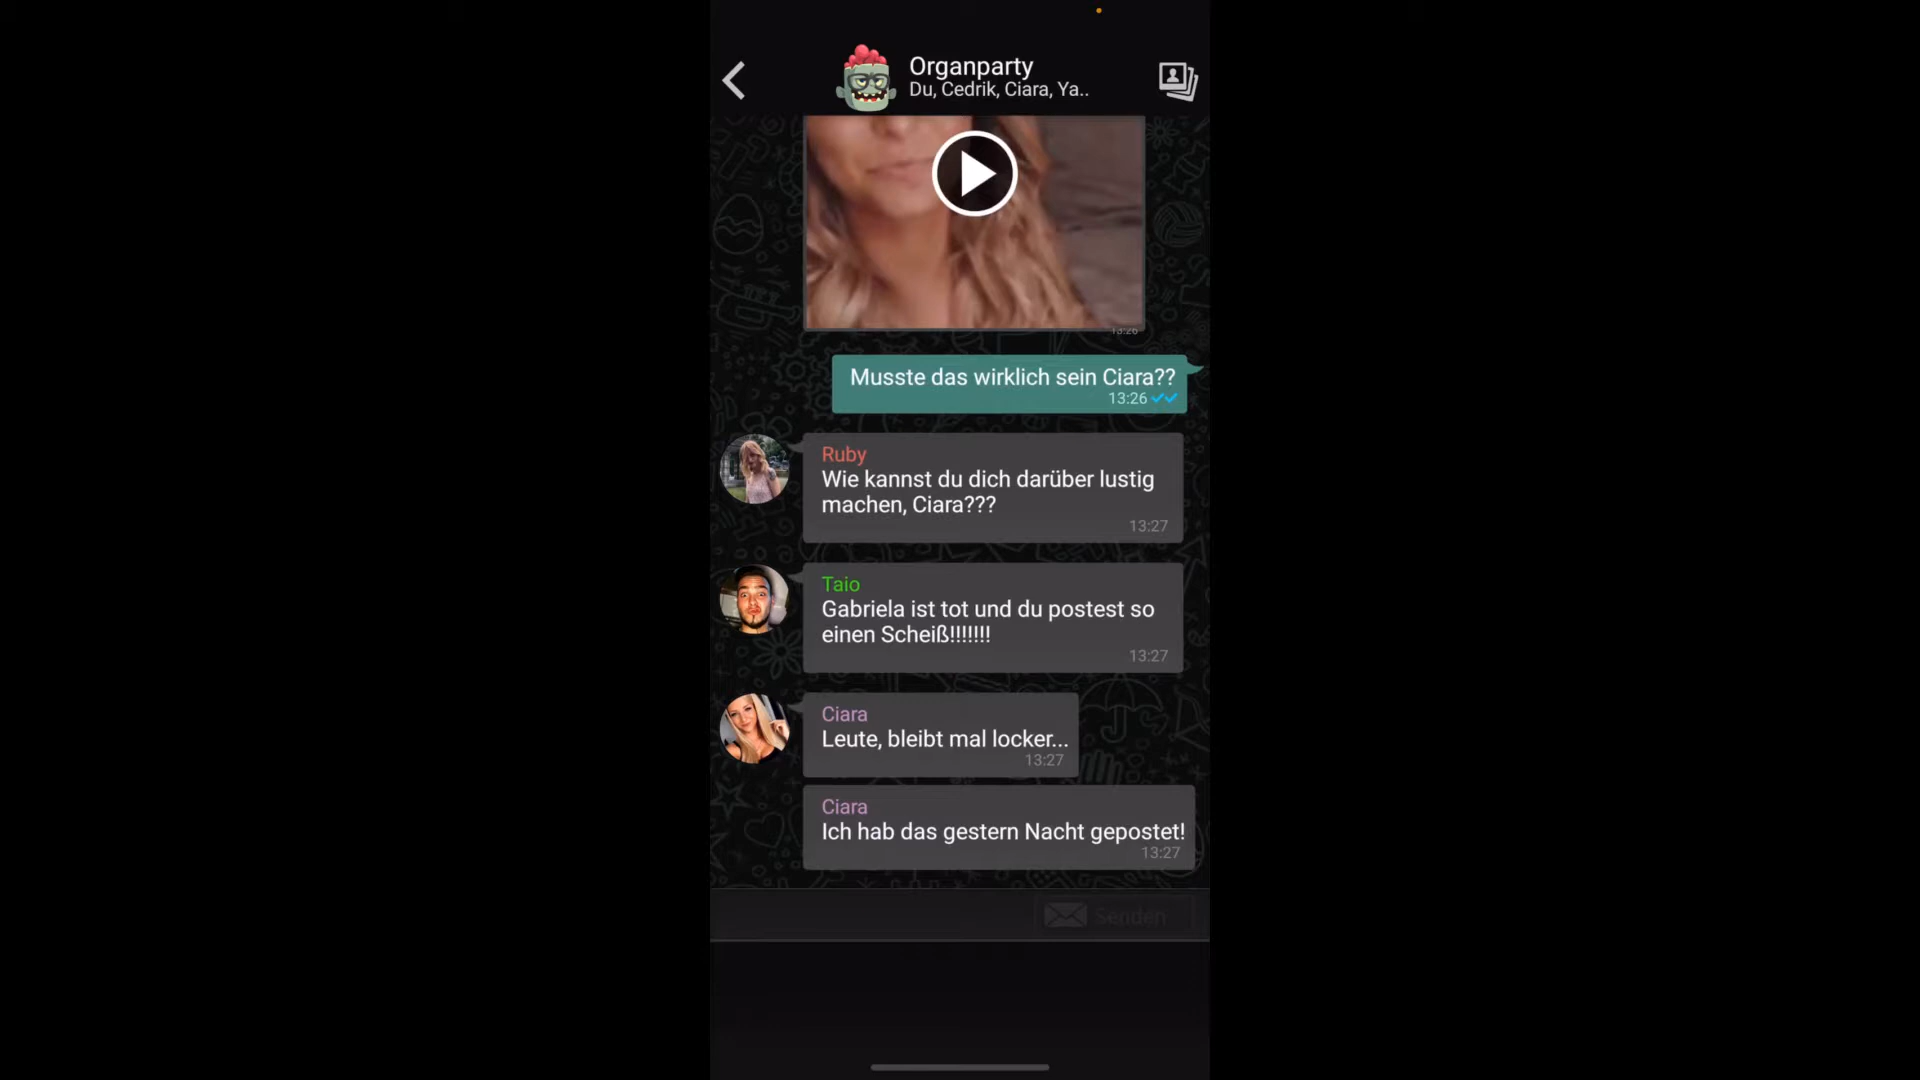 Organparty
Du, Cedrik, Ciara, Ya..
13:26
Musste das wirklich sein Ciara??
13:26
Ruby
Wie kannst du dich darüber lustig
machen, Ciara???
13:27
Taio
Gabriela ist tot und du postest so
einen Scheiß!!!!!!!
13:27
Ciara
Leute, bleibt mal locker...
13:27
Ciara
Ich hab das gestern Nacht gepostet!
13:27
Senden